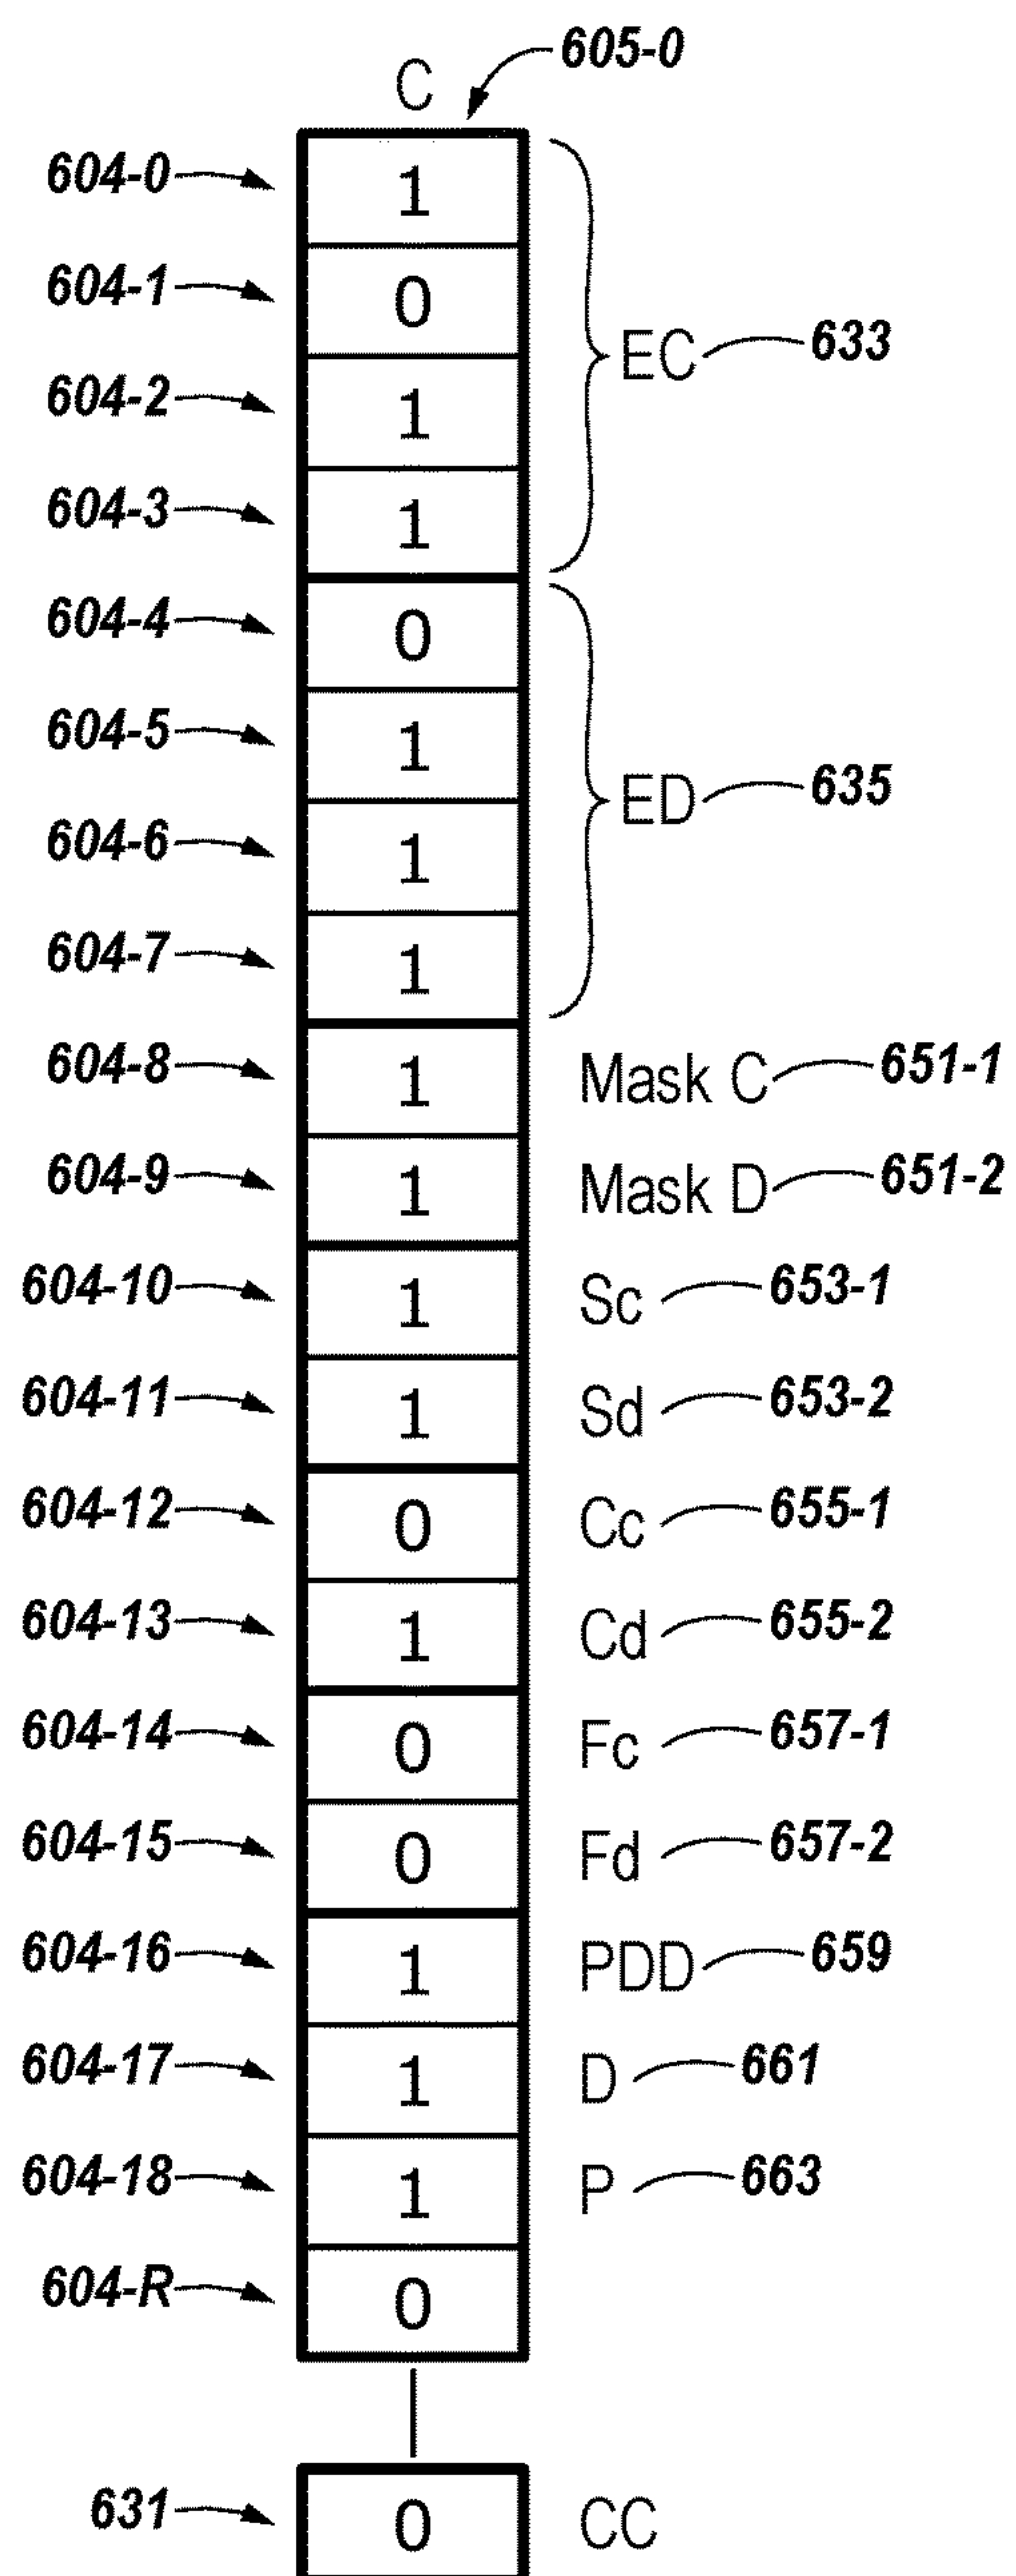 C 605-0
604-0 1
604-1 0
EC 633
604-2 1
604-3 1
604-4 0
604-5 1
ED 635
604-6 1
604-7 1
604-8 1 Mask C 651-1
604-9 1 Mask D 651-2
604-10 1 Sc 653-1
604-11 1 Sd 653-2
604-12 0 Cc 655-1
604-13 1 Cd 655-2
604-14 0 Fc 657-1
604-15 0 Fd 657-2
604-16 1 PDD 659
604-17 1 D 661
604-18 1 P 663
604-R 0
631 0 CC